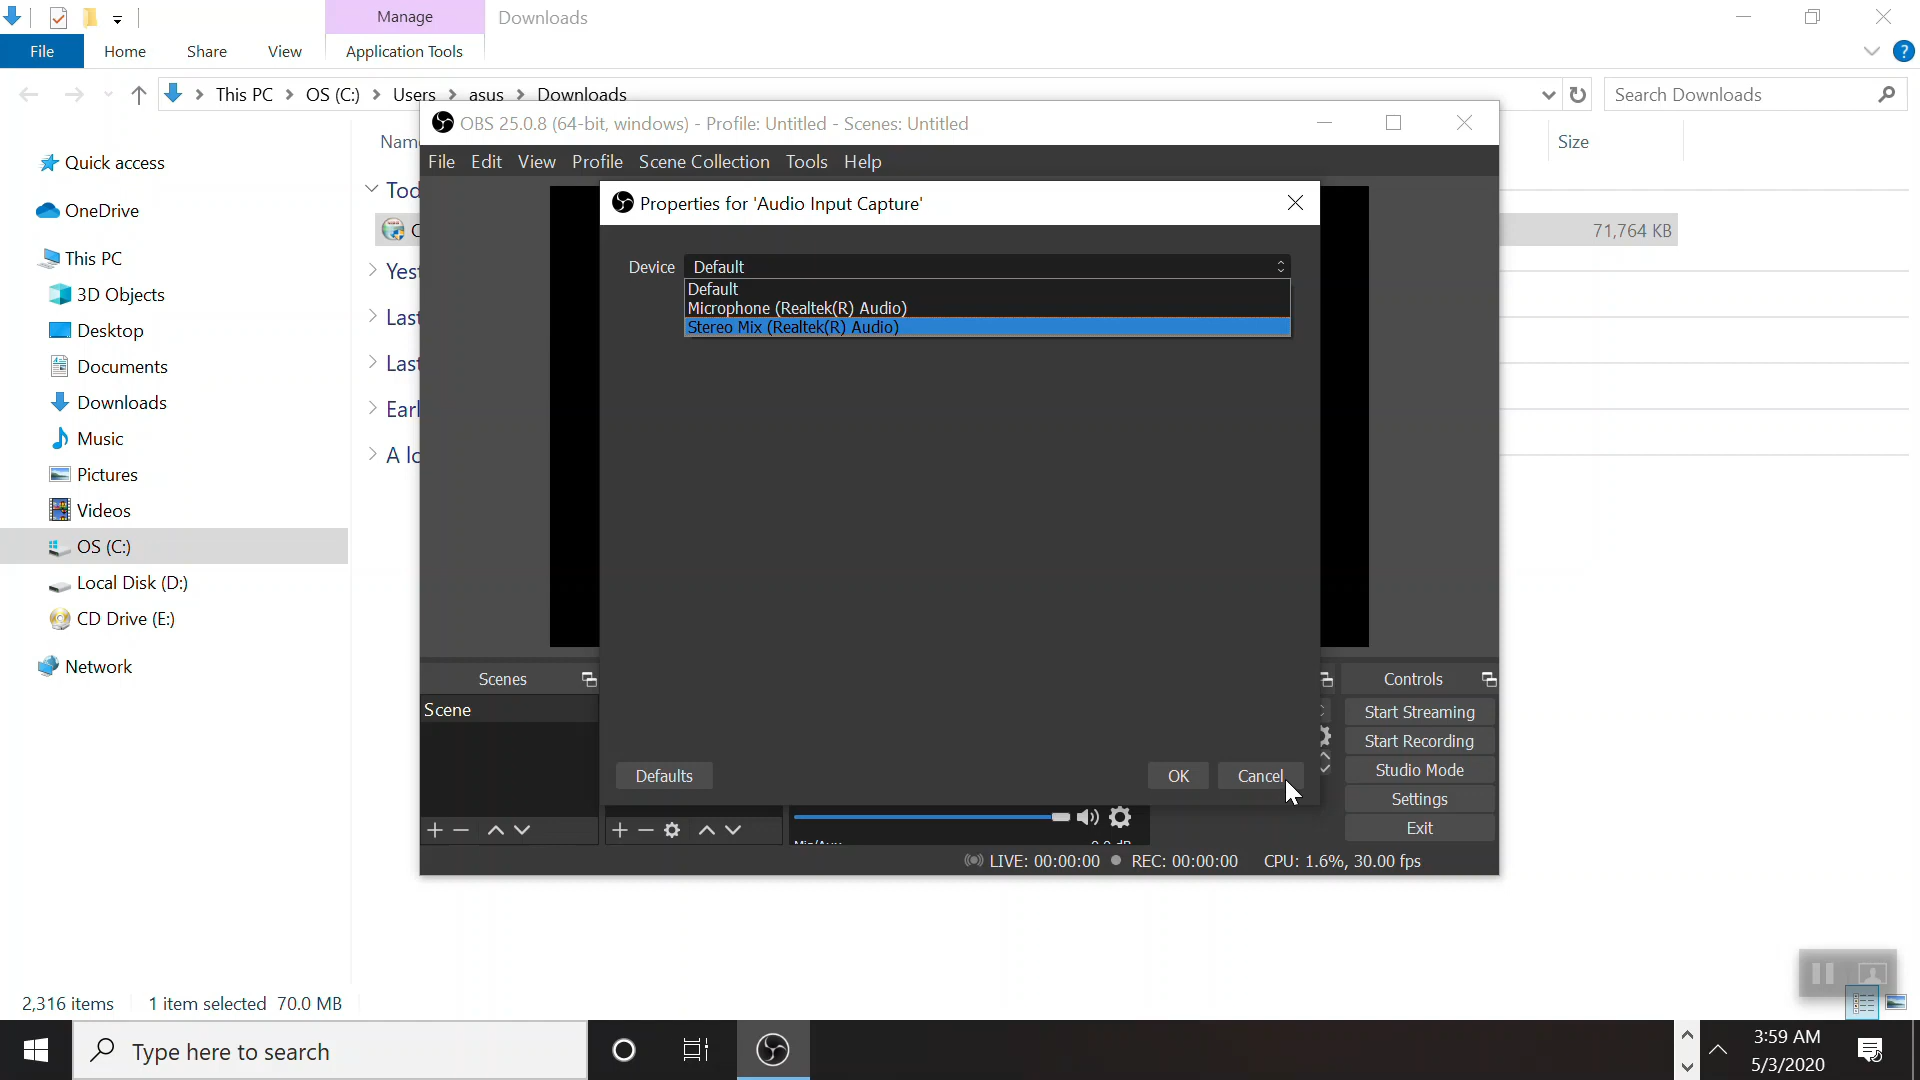 Manage
Downloads
File
Home
Share
View
Application Tools
This PC
OS (C:)
Users
asus
Downloads
Search Downloads
OBS 25.0.8 (64-bit, windows) - Profile: Untitled - Scenes: Untitled
Size
Quick access
File Edit View Profile Scene Collection Tools Help
Properties for 'Audio Input Capture'
OneDrive
71,764 KB
This PC
Device
Default
Default
Microphone (Realtek(R) Audio)
Stereo Mix (Realtek(R) Audio)
3D Objects
Desktop
Documents
Downloads
Music
Pictures
Videos
OS (C:)
Local Disk (D:)
CD Drive (E:)
Network
Scenes
Controls
Scene
Start Streaming
Start Recording
Studio Mode
Settings
Exit
Defaults
OK
Cancel
LIVE: 00:00:00
REC: 00:00:00
CPU: 1.6%, 30.00 fps
2,316 items
1 item selected 70.0 MB
Type here to search
3:59 AM
5/3/2020